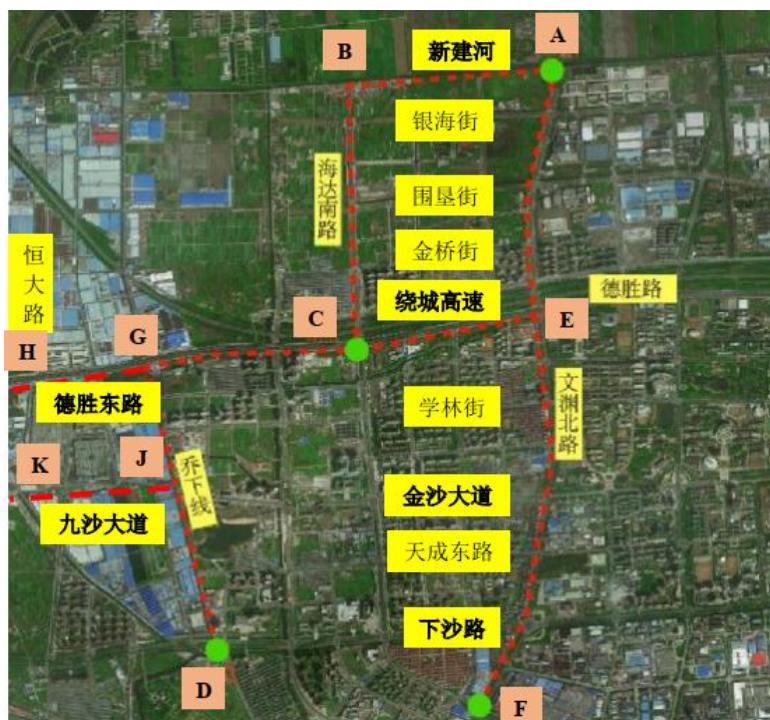 A
B
新建河
银海街
海达南路
围垦街
金桥街
恒大路
德胜路
绕城高速
C
E
H
G
德胜东路
学林街
文渊北路
K
J
乔下线
金沙大道
九沙大道
天成东路
下沙路
D
F